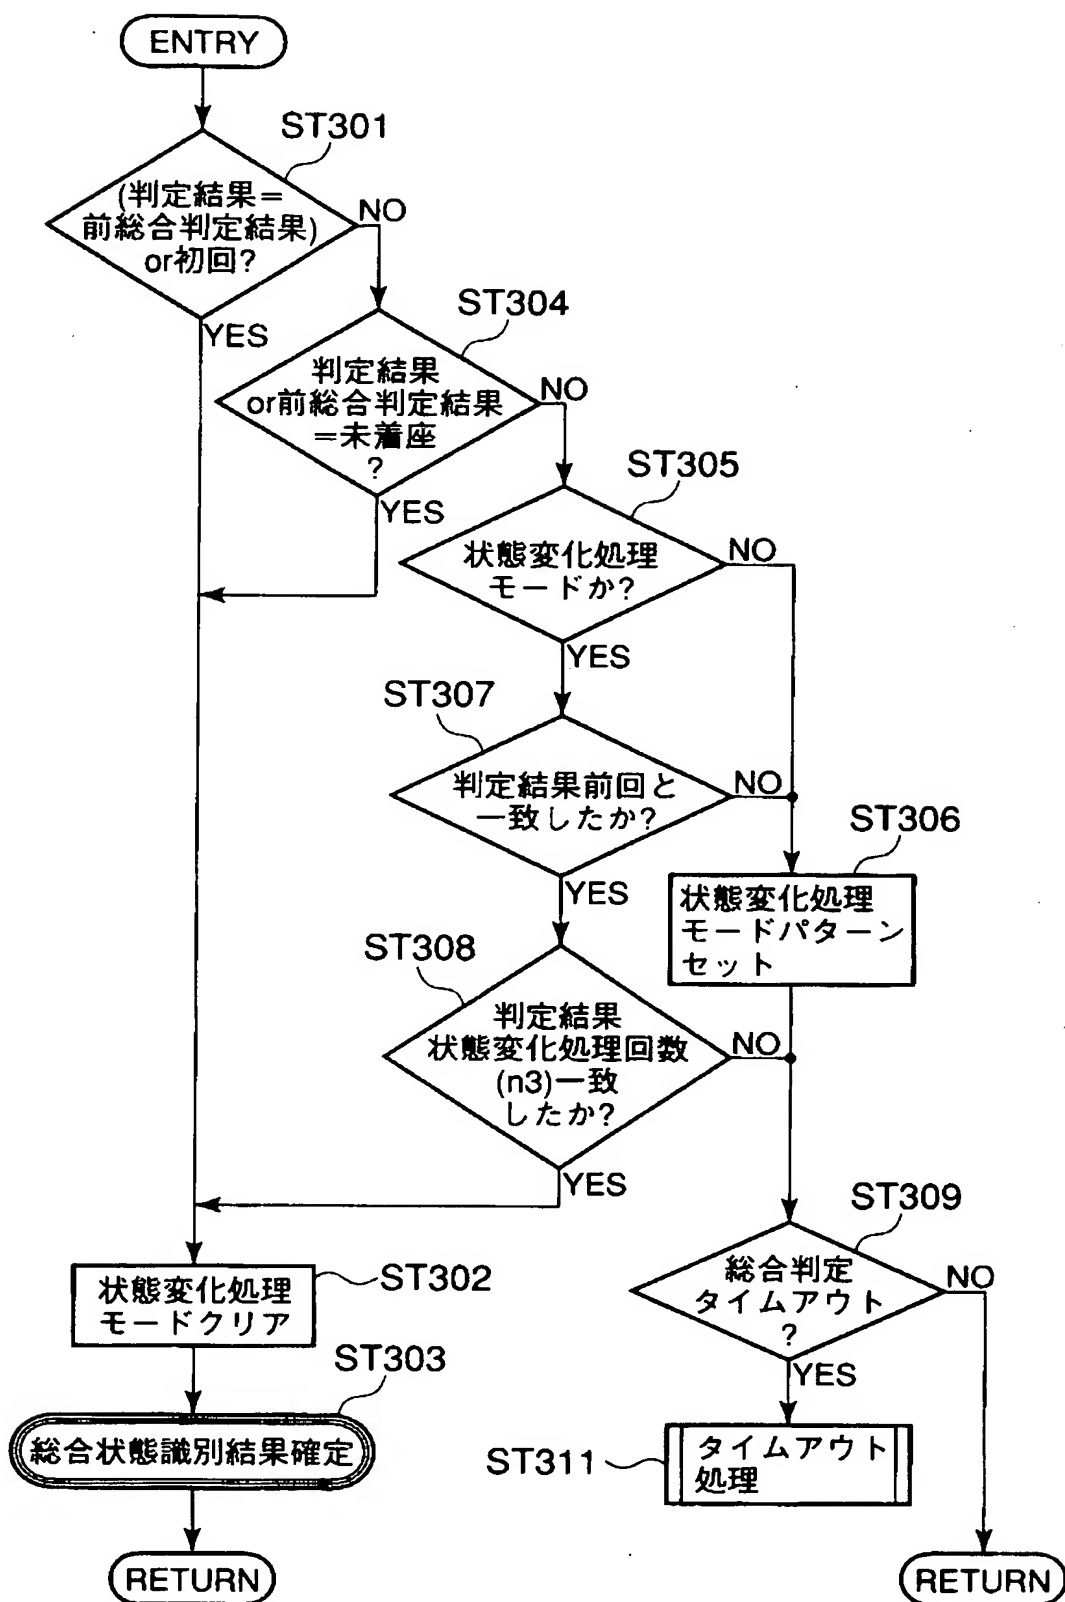 ENTRY
ST301
(判定結果=
前総合判定結果)
or初回?
NO
YES
ST304
判定結果
or前総合判定結果
=未着座
?
NO
YES
ST305
状態変化処理
モードか?
NO
YES
ST307
判定結果前回と
一致したか?
NO
YES
ST306
状態変化処理
モードパターン
セット
ST308
判定結果
状態変化処理回数
(n3)一致
したか?
NO
YES
ST309
総合判定
タイムアウト
?
NO
YES
ST302
状態変化処理
モードクリア
ST303
総合状態識別結果確定
ST311
タイムアウト
処理
RETURN
RETURN